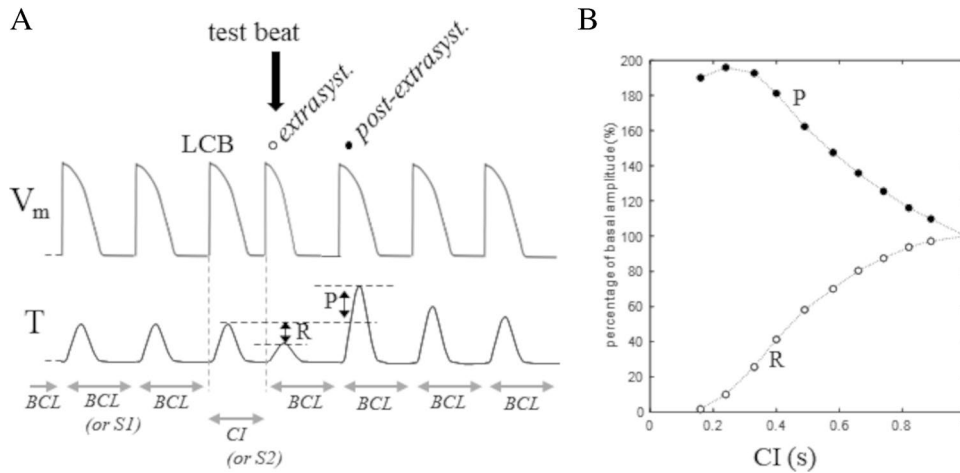 A
test beat
extrasyst.
post-extrasyst.
LCB
Vm
T
P
R
BCL BCL BCL BCL BCL BCL BCL
(or S1)
CI
(or S2)
B
percentage of basal amplitude (%)
200
180
160
140
120
100
80
60
40
20
0
P
R
0 0.2 0.4 0.6 0.8
CI (s)